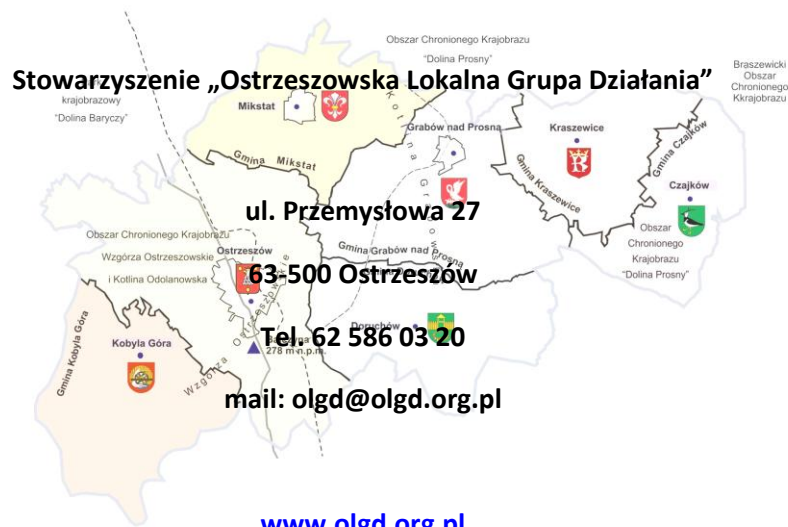 Obszar Chronionego Krajobrazu
"Dolina Prosny"
Braszewicki
Obszar
Chronionego
Kkrajobrazu
Stowarzyszenie „Ostrzeszowska Lokalna Grupa Działania”
krajobrazowy
"Dolina Baryczy"
Mikstat
Grabów nad Prosną
Kraszewice
Gmina Czajków
Gmina Mikstat
Gmina Kraszewice
Czajków
ul. Przemysłowa 27
Obszar Chronionego Krajobrazu
Wzgórza Ostrzeszowskie
i Kotlina Odolanowska
Ostrzeszów
Gmina Grabów nad Prosną
Obszar
Chronionego
Krajobrazu
"Dolina Prosny"
63-500 Ostrzeszów
Wzgórza Ostrzeszowskie
Doruchów
Tel. 62 586 03 20
278 m n.p.m.
Kobyla Góra
Gmina Kobyla Góra
mail: olgd@olgd.org.pl
www.olgd.org.pl